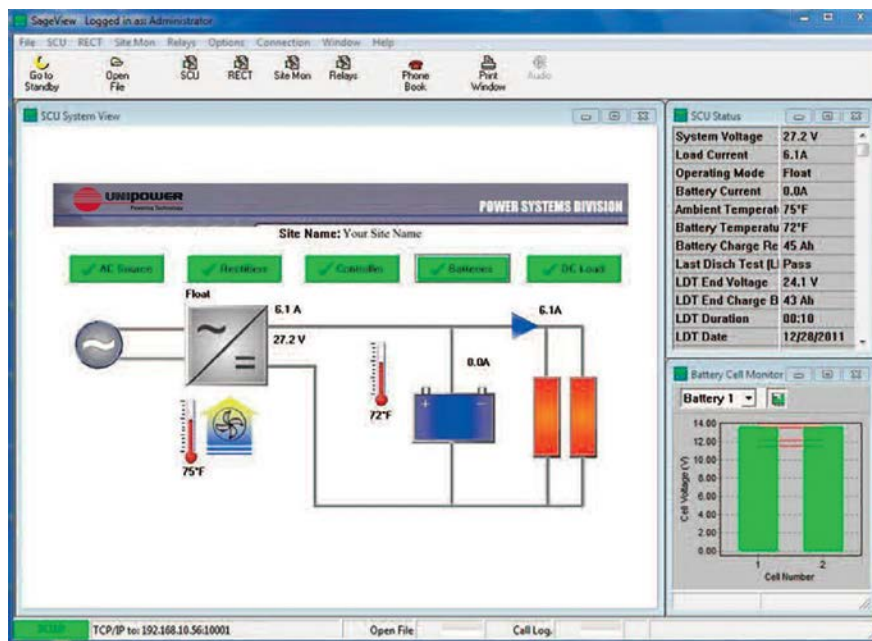 SageView Logged in as: Administrator
File SCU RECT Site Mon Relays Options Connection Window Help
Go to Standby
Open File
SCU
RECT
Site Mon
Relays
Phone Book
Print Window
Audio
SCU System View
UNIPOWER
Powering Technology
POWER SYSTEMS DIVISION
Site Name: Your Site Name
AC Source
Rectifiers
Controller
Batteries
DC Load
Float
6.1 A
27.2 V
75°F
72°F
0.0A
6.1A
SCU Status
System Voltage 27.2 V
Load Current 6.1A
Operating Mode Float
Battery Current 0.0A
Ambient Temperat 75°F
Battery Temperatu 72°F
Battery Charge Re 45 Ah
Last Disch Test (L Pass
LDT End Voltage 24.1 V
LDT End Charge B 43 Ah
LDT Duration 00:10
LDT Date 12/28/2011
Battery Cell Monitor
Battery 1
Cell Voltage (V)
14.00
12.00
10.00
8.00
6.00
4.00
2.00
0.00
1 2
Cell Number
TCP/IP to: 192.168.10.56:10001
Open File
Call Log.